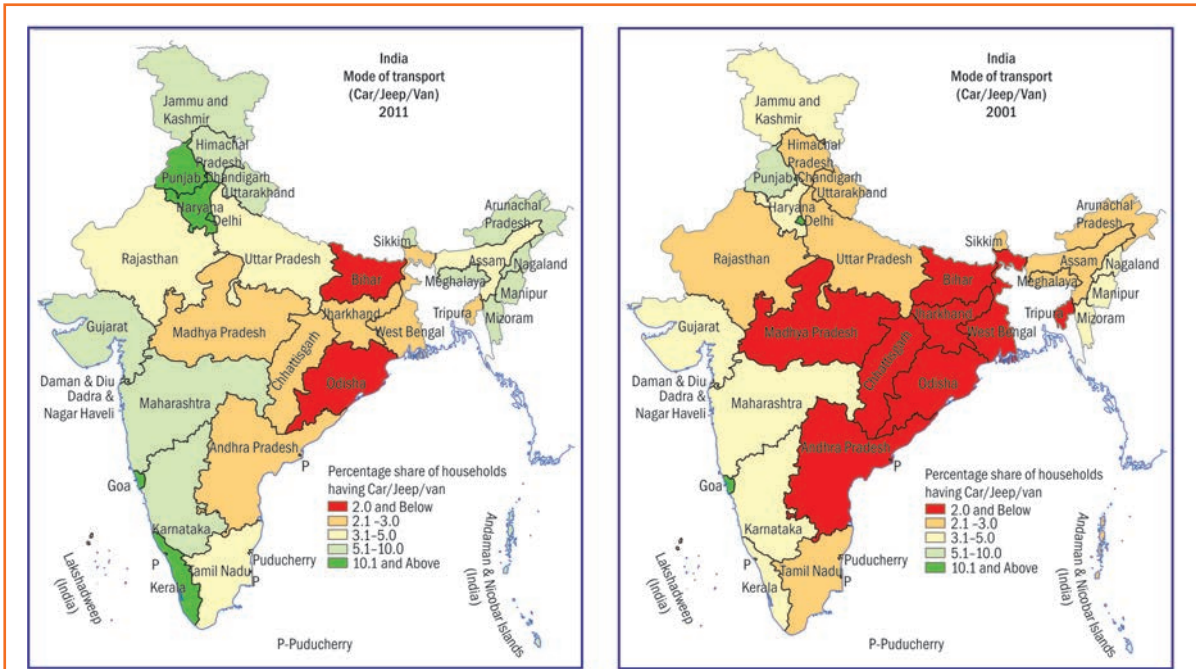 India
Mode of transport
(Car/Jeep/Van)
2011
Jammu and
Kashmir
Himachal
Pradesh
Punjab
Chandigarh
Uttarakhand
Haryana
Delhi
Rajasthan
Uttar Pradesh
Bihar
Sikkim
Arunachal
Pradesh
Assam
Nagaland
Meghalaya
Manipur
Tripura
Mizoram
Gujarat
Madhya Pradesh
Jharkhand
West Bengal
Chhattisgarh
Odisha
Daman & Diu
Dadra &
Nagar Haveli
Maharashtra
Andhra Pradesh
P
Goa
Karnataka
Percentage share of households
having Car/Jeep/van
2.0 and Below
2.1 -3.0
3.1-5.0
5.1-10.0
10.1 and Above
Lakshadweep
(India)
P
Kerala
Tamil Nadu
Puducherry
P
Andaman & Nicobar Islands
(India)
P-Puducherry
India
Mode of transport
(Car/Jeep/Van)
2001
Jammu and
Kashmir
Himachal
Pradesh
Punjab
Chandigarh
Uttarakhand
Haryana
Delhi
Rajasthan
Uttar Pradesh
Bihar
Sikkim
Arunachal
Pradesh
Assam
Nagaland
Meghalaya
Manipur
Tripura
Mizoram
Gujarat
Madhya Pradesh
Jharkhand
West Bengal
Chhattisgarh
Odisha
Daman & Diu
Dadra &
Nagar Haveli
Maharashtra
Andhra Pradesh
P
Goa
Karnataka
Percentage share of households
having Car/Jeep/van
2.0 and Below
2.1 -3.0
3.1-5.0
5.1-10.0
10.1 and Above
Lakshadweep
(India)
P
Kerala
Tamil Nadu
Puducherry
P
Andaman & Nicobar Islands
(India)
P-Puducherry